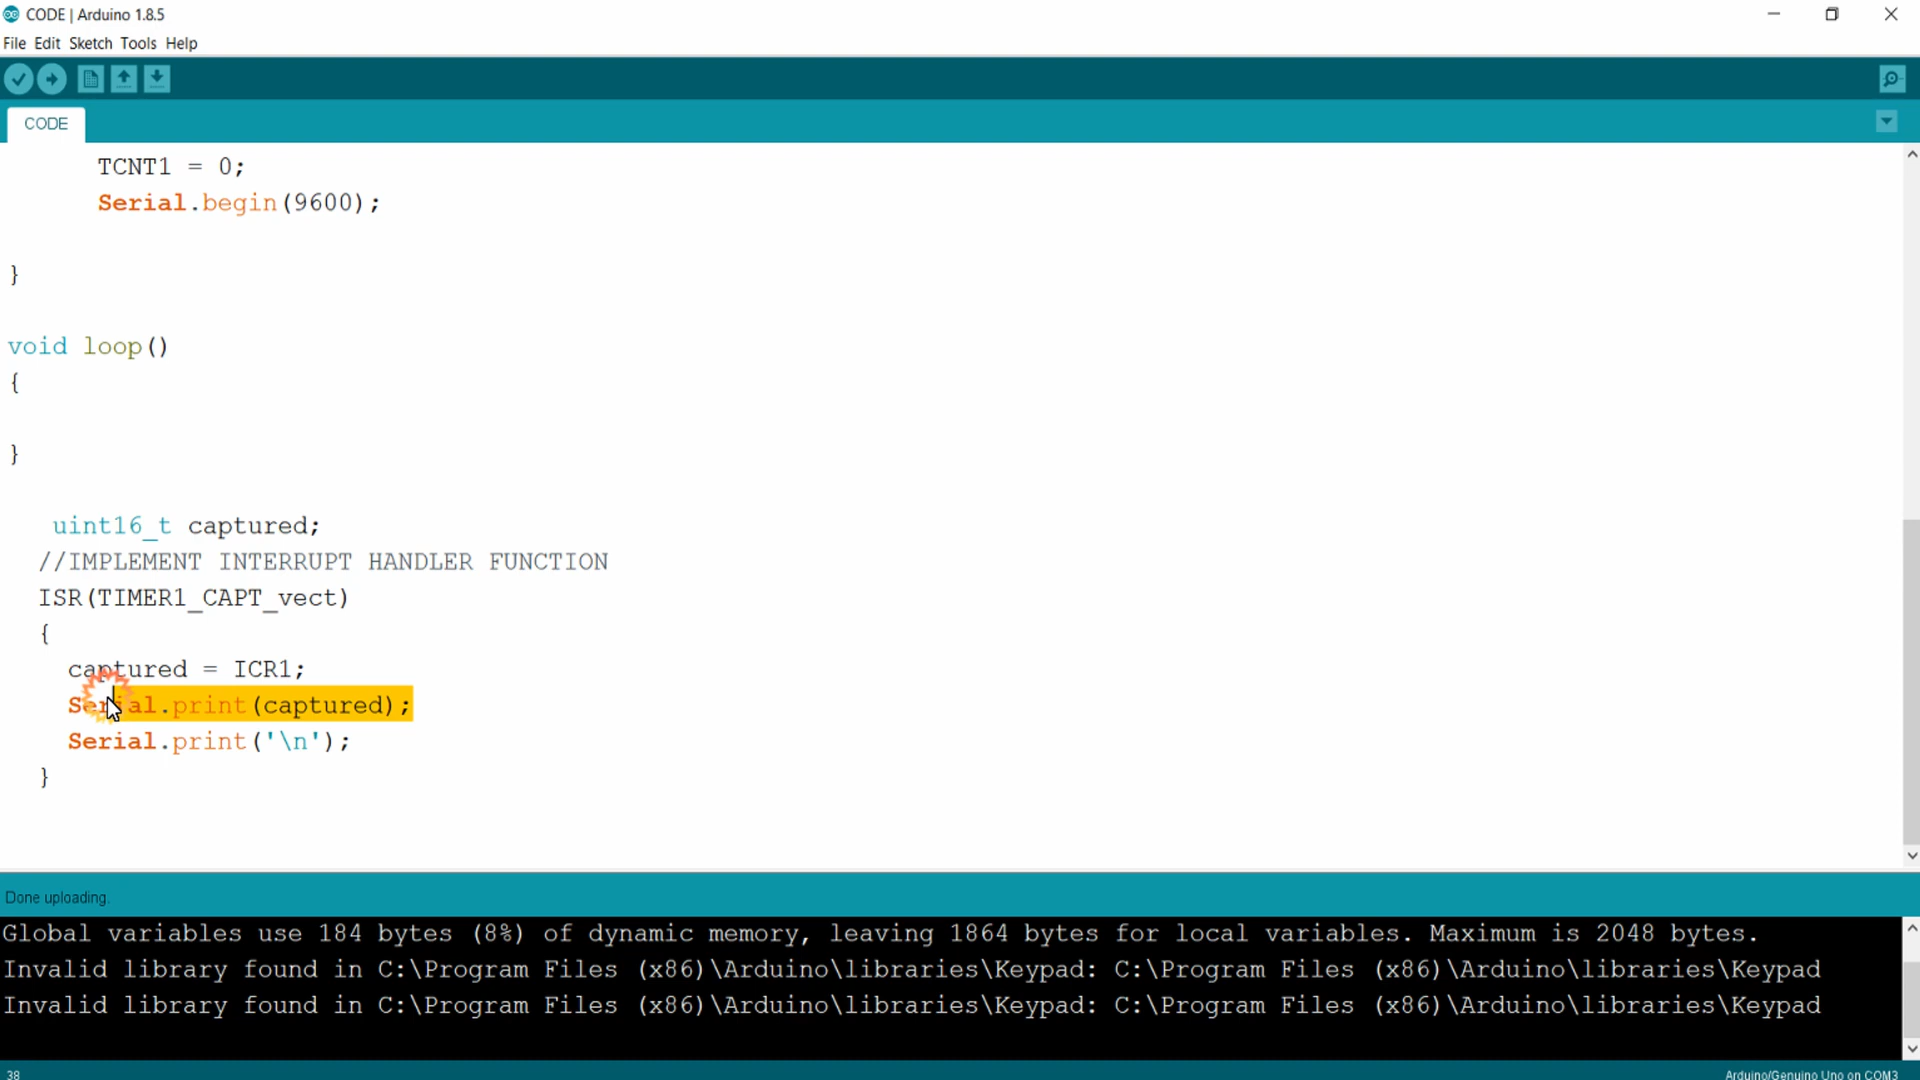 CODE | Arduino 1.8.5
File Edit Sketch Tools Help
CODE
TCNT1 = 0;
Serial.begin(9600);
}
void loop()
{
}
uint16_t captured;
//IMPLEMENT INTERRUPT HANDLER FUNCTION
ISR(TIMER1_CAPT_vect)
{
captured = ICR1;
Serial.print(captured);
Serial.print('\n');
}
Done uploading.
Global variables use 184 bytes (8%) of dynamic memory, leaving 1864 bytes for local variables. Maximum is 2048 bytes.
Invalid library found in C:\Program Files (x86)\Arduino\libraries\Keypad: C:\Program Files (x86)\Arduino\libraries\Keypad
Invalid library found in C:\Program Files (x86)\Arduino\libraries\Keypad: C:\Program Files (x86)\Arduino\libraries\Keypad
38
Arduino/Genuino Uno on COM3